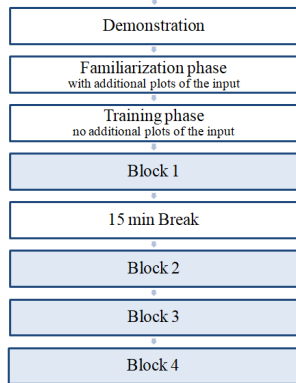 Demonstration
Familiarization phase
with additional plots of the input
Training phase
no additional plots of the input
Block 1
15 min Break
Block 2
Block 3
Block 4